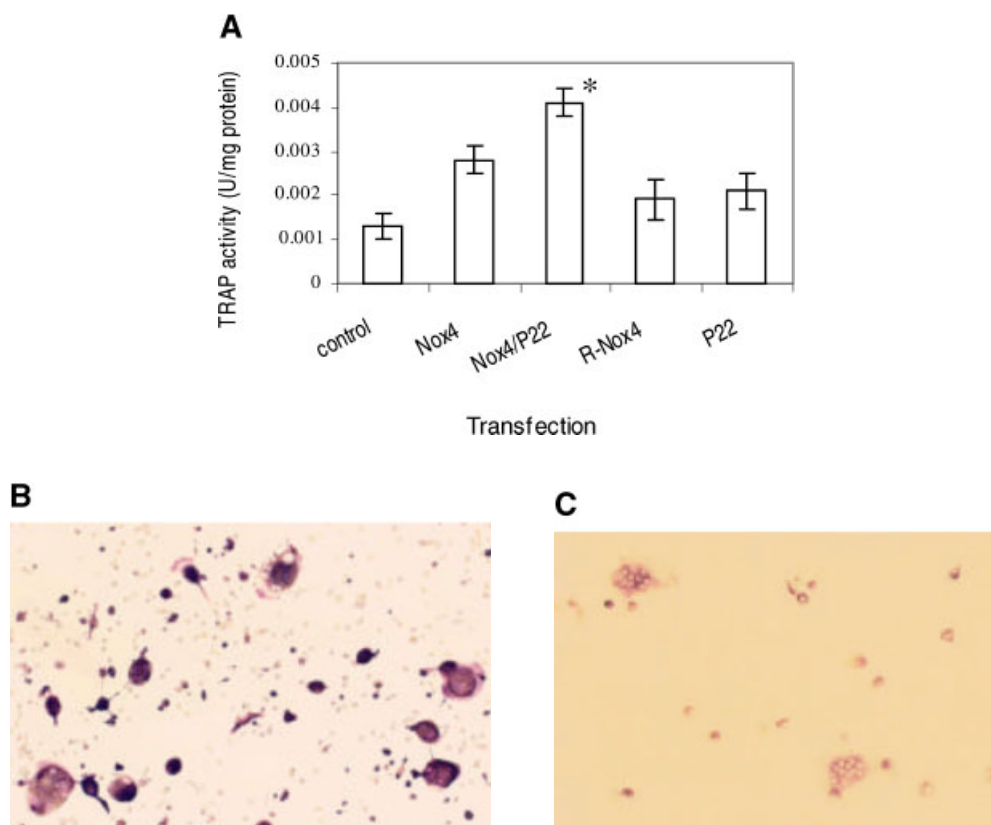 A
TRAP activity (U/mg protein)
0.005
0.004
0.003
0.002
0.001
0
*
control
Nox4
Nox4/P22
R-Nox4
P22
Transfection
B
C